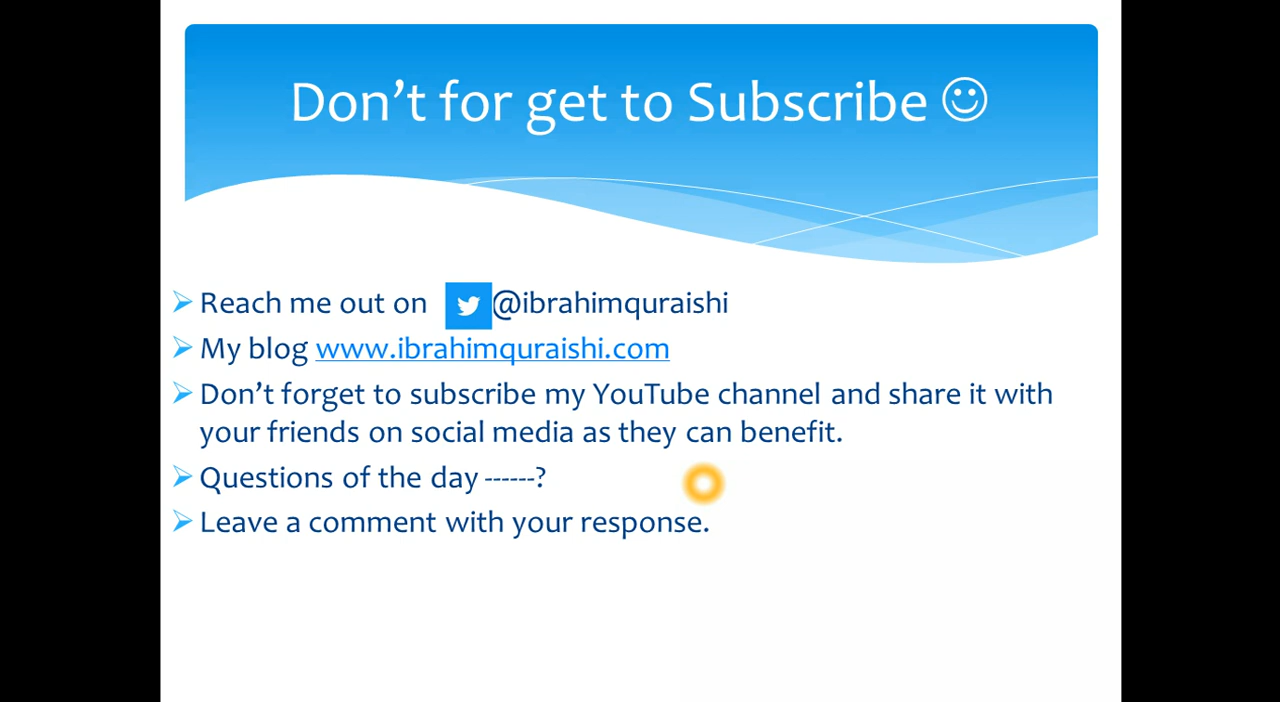 Don't for get to Subscribe ☺
Reach me out on @ibrahimquraishi
My blog www.ibrahimquraishi.com
Don't forget to subscribe my YouTube channel and share it with
your friends on social media as they can benefit.
Questions of the day ------?
Leave a comment with your response.